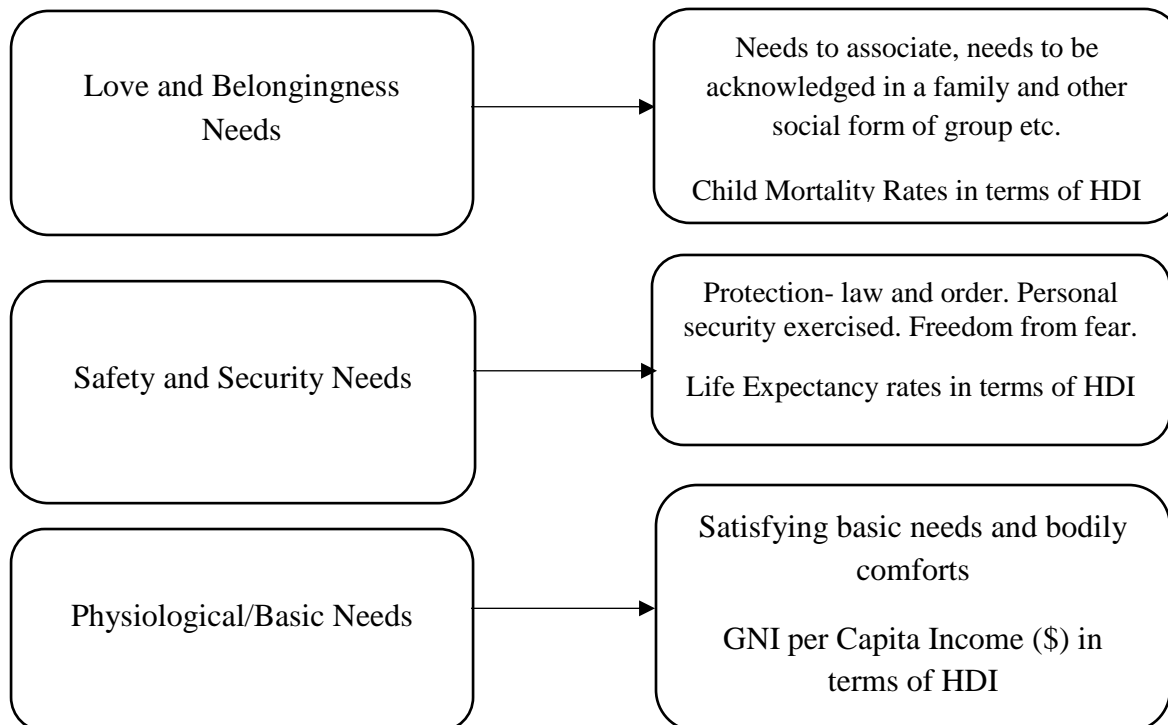 Love and Belongingness
Needs
Needs to associate, needs to be
acknowledged in a family and other
social form of group etc.
Child Mortality Rates in terms of HDI
Safety and Security Needs
Protection- law and order. Personal
security exercised. Freedom from fear.
Life Expectancy rates in terms of HDI
Physiological/Basic Needs
Satisfying basic needs and bodily
comforts
GNI per Capita Income ($) in
terms of HDI